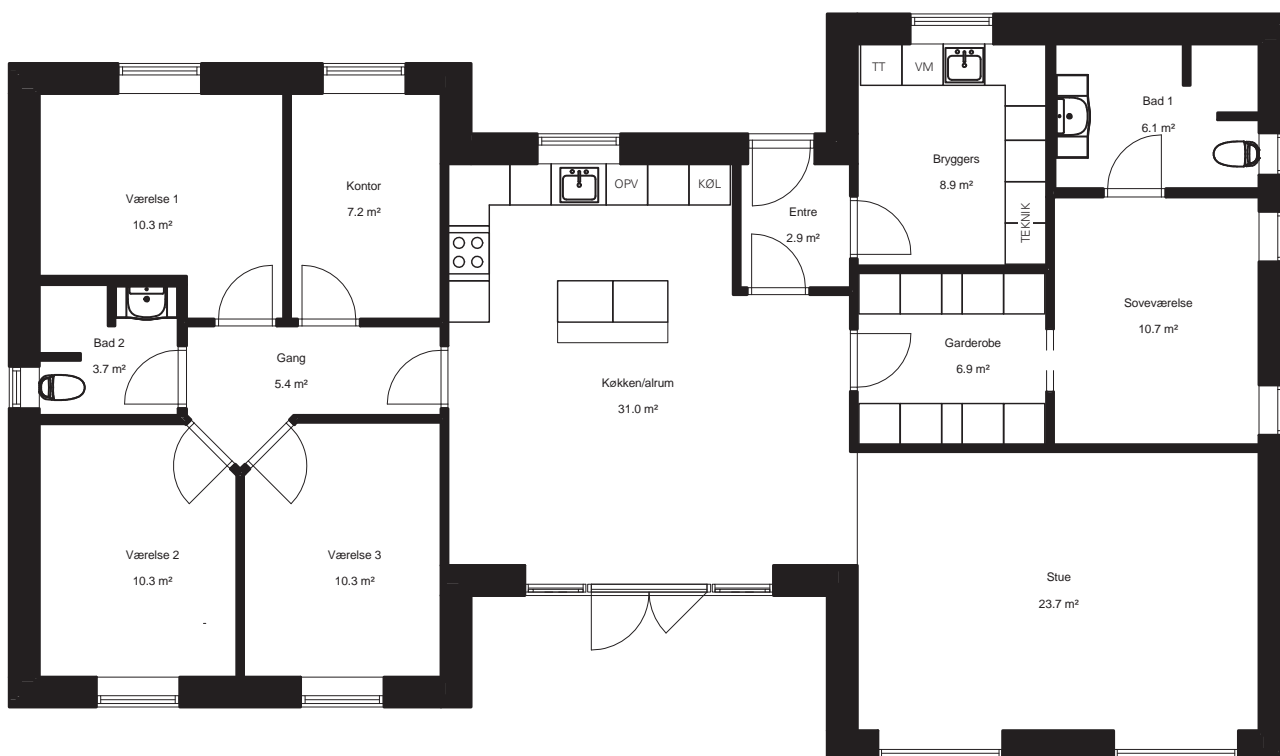 TT
VM
Bad 1
6.1 m²
Bryggers
8.9 m²
TEKNIK
Værelse 1
10.3 m²
Kontor
7.2 m²
OPV
KØL
Entre
2.9 m²
Soveværelse
10.7 m²
Bad 2
3.7 m²
Gang
5.4 m²
Garderobe
6.9 m²
Køkken/alrum
31.0 m²
Værelse 2
10.3 m²
Værelse 3
10.3 m²
Stue
23.7 m²